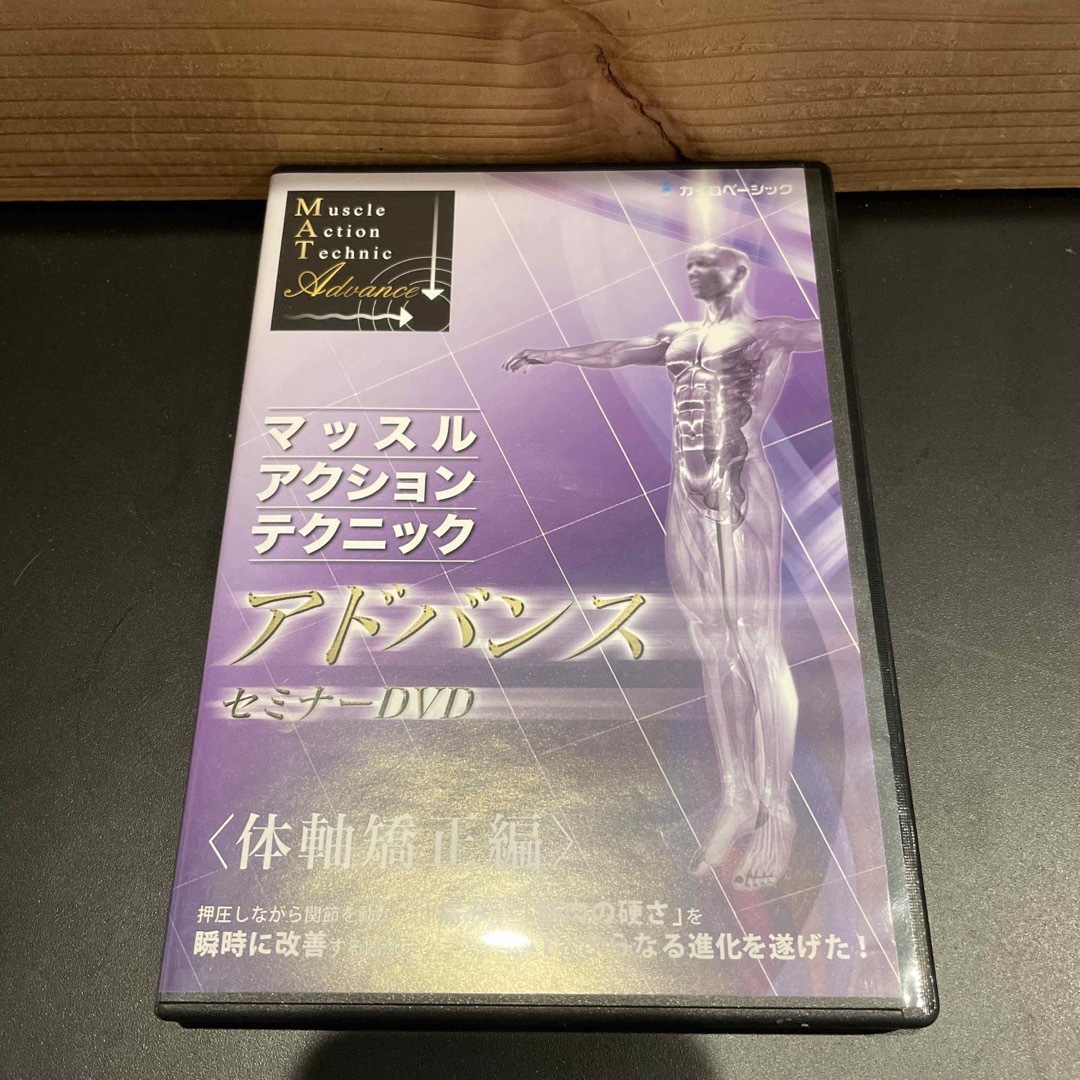 カイロベーシック
Muscle
Action
Technic
Advance
マッスル
アクション
テクニック
アドバンス
セミナーDVD
〈体軸矯正編〉
押圧しながら関節を の硬さ」を
瞬時に改善す なる進化を遂げた！